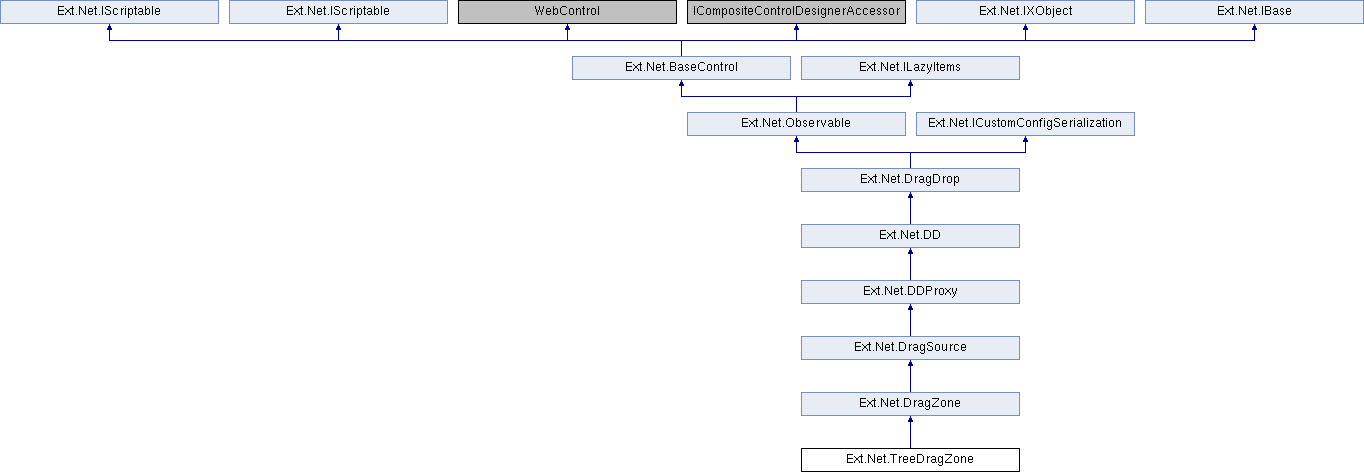 Ext.Net.IScriptable
Ext.Net.IScriptable
WebControl
ICompositeControlDesignerAccessor
Ext.Net.IXObject
Ext.Net.IBase
Ext.Net.BaseControl
Ext.Net.ILazyItems
Ext.Net.Observable
Ext.Net.ICustomConfigSerialization
Ext.Net.DragDrop
Ext.Net.DD
Ext.Net.DDProxy
Ext.Net.DragSource
Ext.Net.DragZone
Ext.Net.TreeDragZone